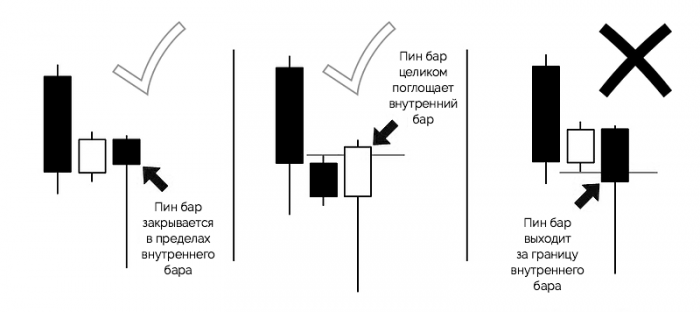 Пин бар
закрывается
в пределах
внутреннего
бара
Пин бар
целиком
поглощает
внутренний
бар
Пин бар
выходит
за границу
внутреннего
бара